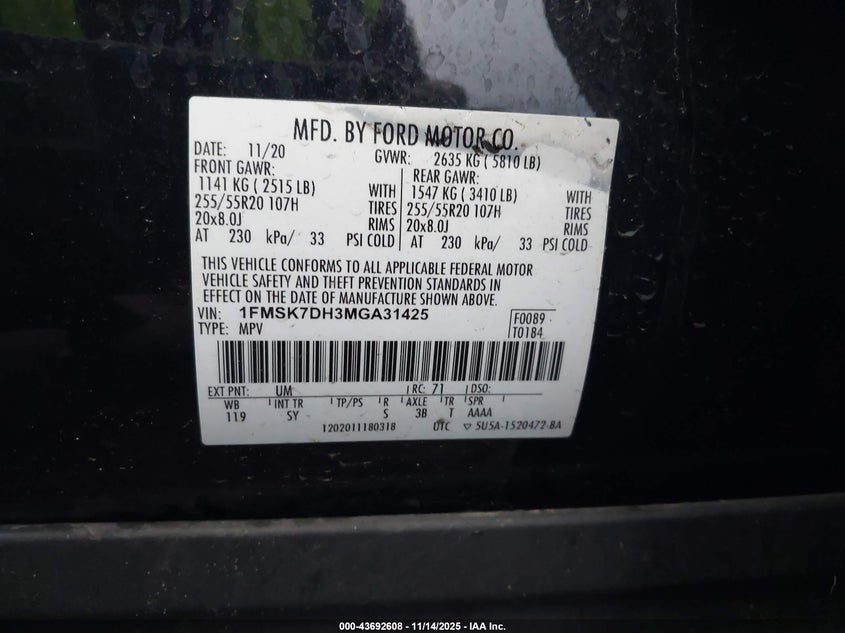 MFD. BY FORD MOTOR CO.
DATE: 11/20 GVWR: 2635 KG ( 5810 LB)
FRONT GAWR: REAR GAWR:
1141 KG ( 2515 LB) WITH 1547 KG ( 3410 LB) WITH
255/55R20 107H TIRES 255/55R20 107H TIRES
20x8.0J RIMS 20x8.0J RIMS
AT 230 kPa/ 33 PSI COLD AT 230 kPa/ 33 PSI COLD
THIS VEHICLE CONFORMS TO ALL APPLICABLE FEDERAL MOTOR
VEHICLE SAFETY AND THEFT PREVENTION STANDARDS IN
EFFECT ON THE DATE OF MANUFACTURE SHOWN ABOVE.
VIN: 1FMSK7DH3MGA31425 F0089
TYPE: MPV T0184
EXT PNT: UM RC: 71 DSO:
WB INT TR TP/PS R AXLE TR SPR
119 SY S 3B T AAAA
1202011180318 UTC ▽ 5U5A-1520472-BA
000-43692608 - 11/14/2025 - IAA Inc.